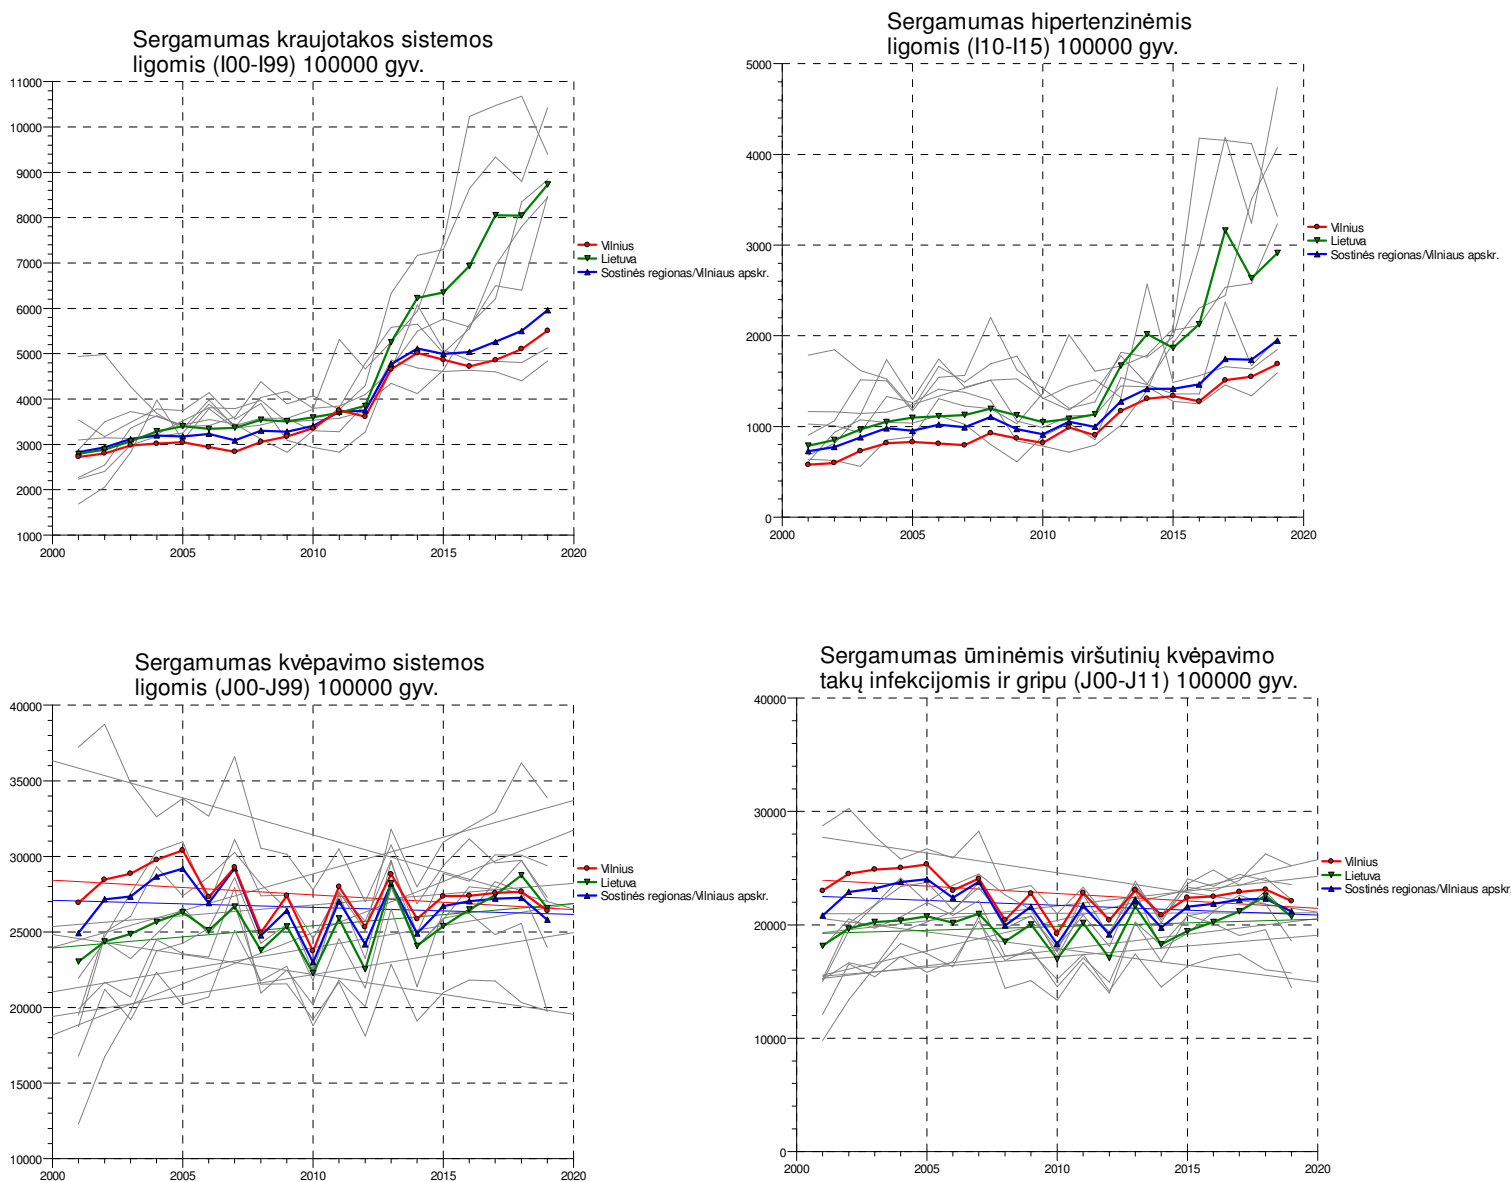 Sergamumas kraujotakos sistemos
ligomis (I00-I99) 100000 gyv.
11000
10000
9000
8000
7000
6000
5000
4000
3000
2000
1000
2000 2005 2010 2015 2020
Vilnius
Lietuva
Sostinės regionas/Vilniaus apskr.
Sergamumas hipertenzinėmis
ligomis (I10-I15) 100000 gyv.
5000
4000
3000
2000
1000
0
2000 2005 2010 2015 2020
Vilnius
Lietuva
Sostinės regionas/Vilniaus apskr.
Sergamumas kvėpavimo sistemos
ligomis (J00-J99) 100000 gyv.
40000
35000
30000
25000
20000
15000
10000
2000 2005 2010 2015 2020
Vilnius
Lietuva
Sostinės regionas/Vilniaus apskr.
Sergamumas ūminėmis viršutinių kvėpavimo
takų infekcijomis ir gripu (J00-J11) 100000 gyv.
40000
30000
20000
10000
0
2000 2005 2010 2015 2020
Vilnius
Lietuva
Sostinės regionas/Vilniaus apskr.